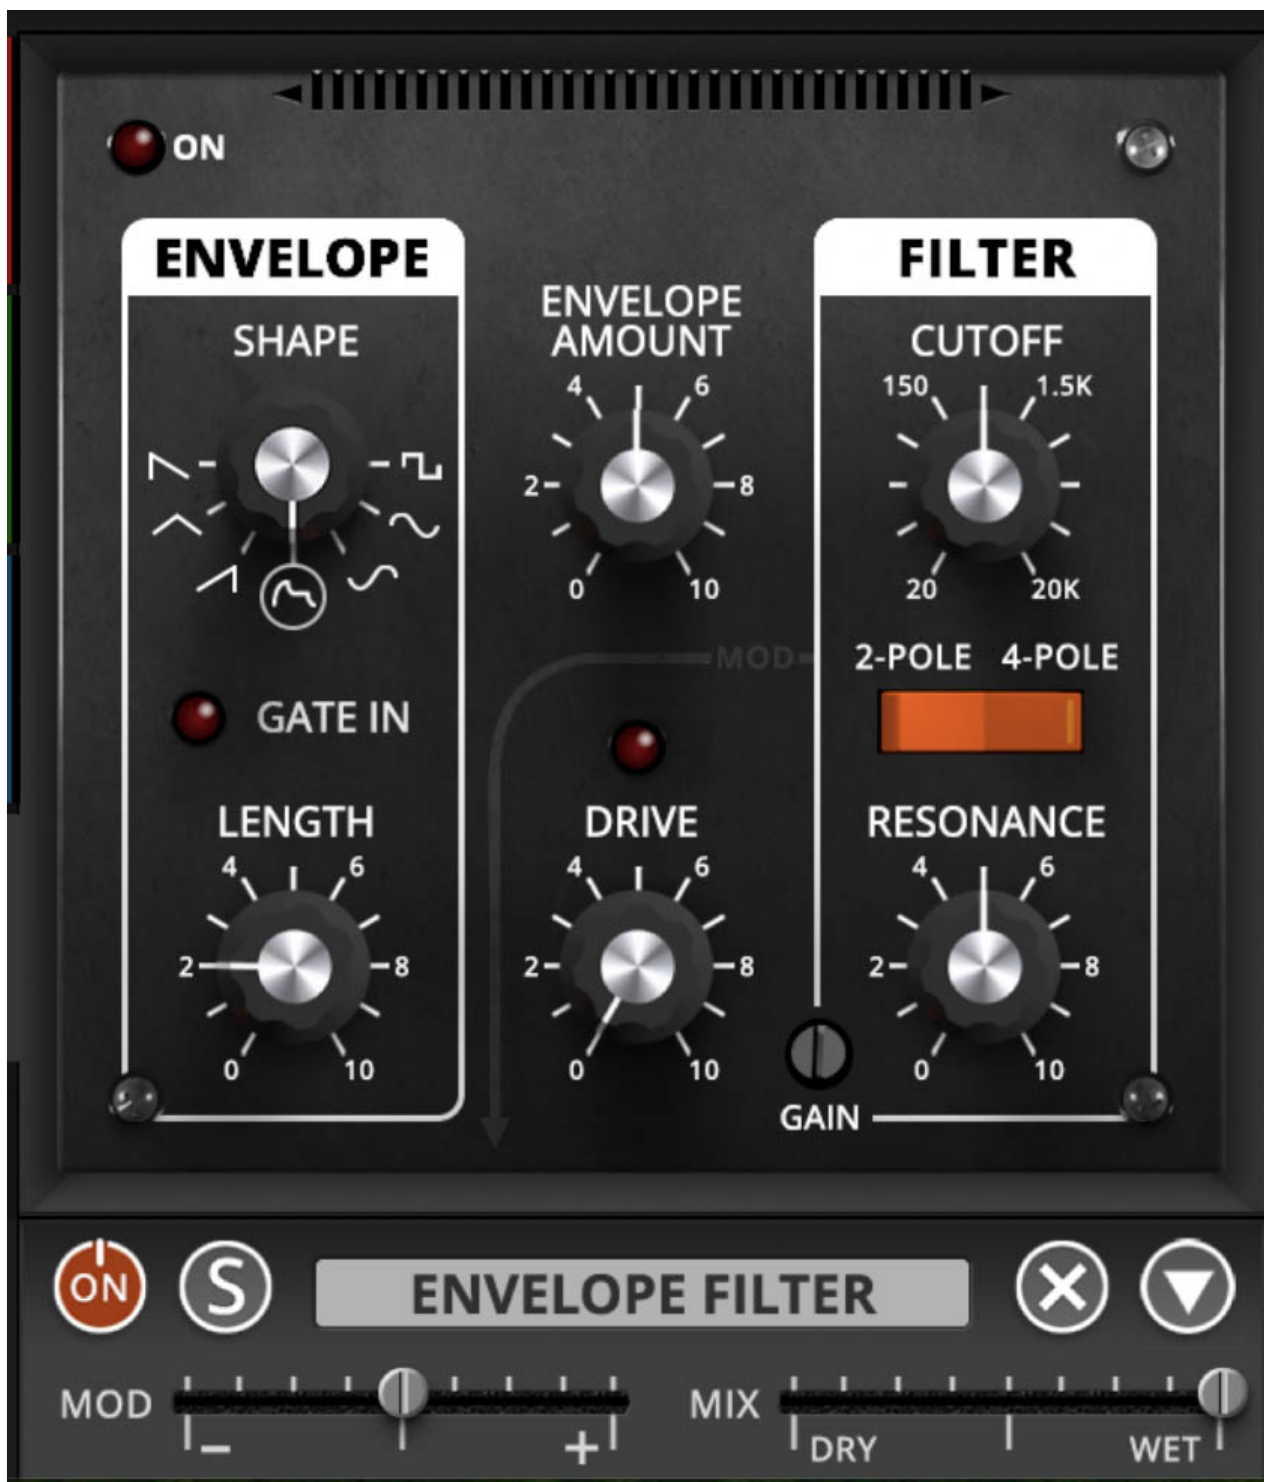 ON
ENVELOPE
FILTER
ENVELOPE
AMOUNT
SHAPE
CUTOFF
4 6
150 1.5K
2 8
0 10
20 20K
MOD
2-POLE 4-POLE
GATE IN
LENGTH
DRIVE
RESONANCE
4 6
4 6
4 6
2 8
2 8
2 8
0 10
0 10
0 10
GAIN
ON
S
ENVELOPE FILTER
MOD
MIX
− +
DRY WET